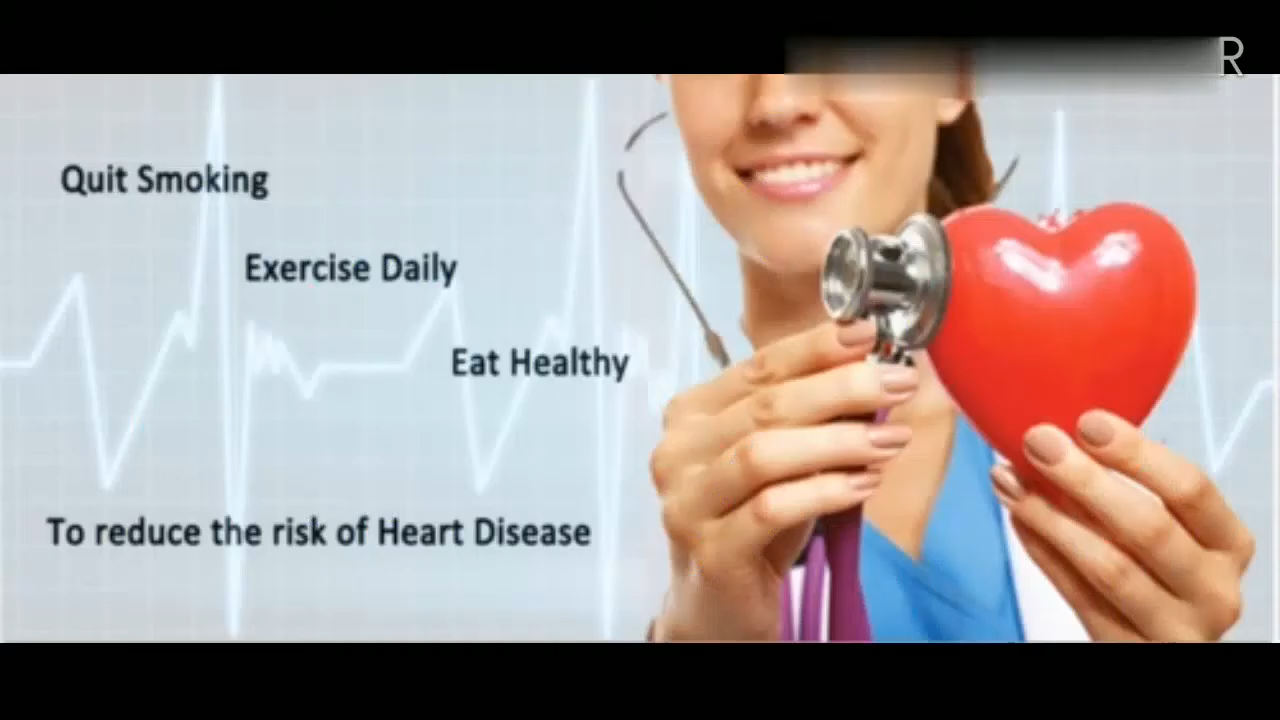 R
Quit Smoking
Exercise Daily
Eat Healthy
To reduce the risk of Heart Disease